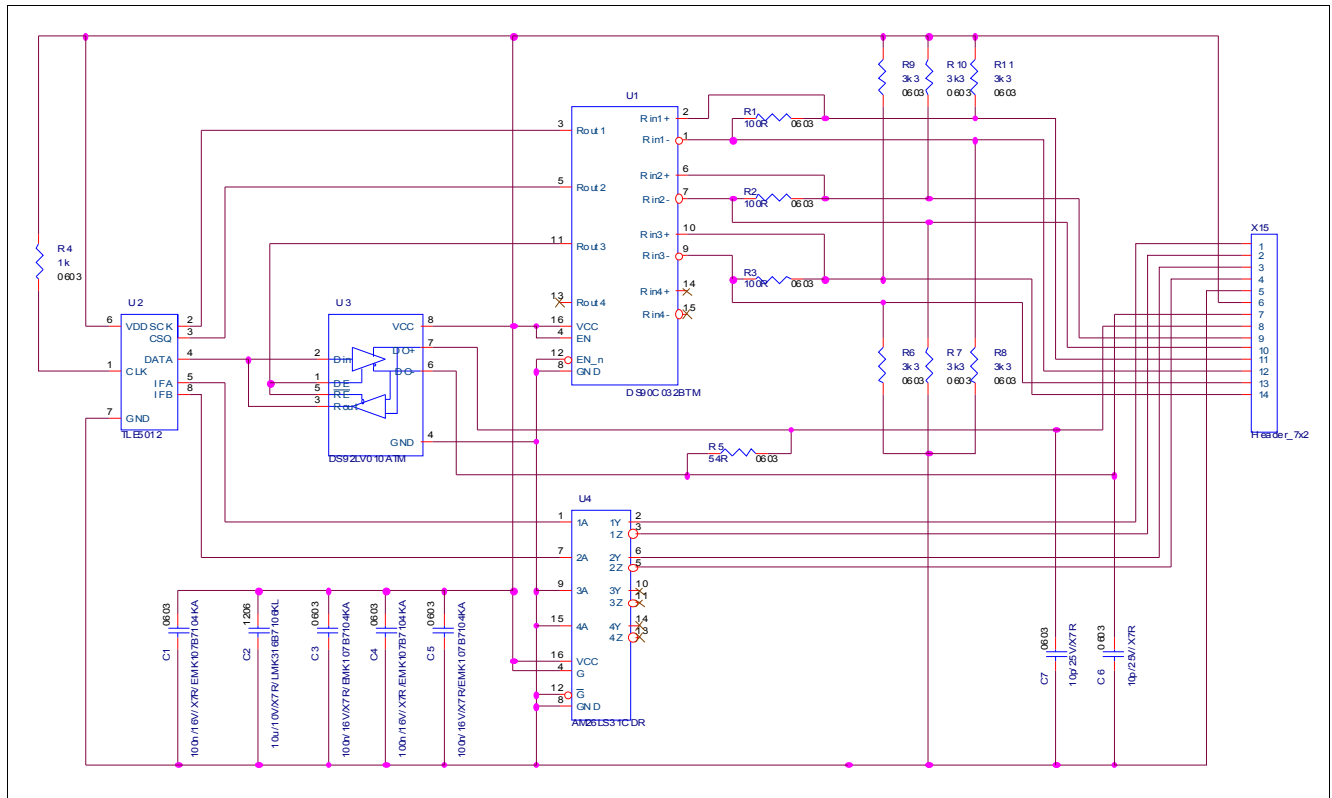 R9
3k3
0603
R10
3k3
0603
R11
3k3
0603
U1
3
Rout1
5
Rout2
11
Rout3
13
Rout4
16
VCC
4
EN
12
EN_n
8
GND
Rin1+
2
Rin1-
1
Rin2+
6
Rin2-
7
Rin3+
10
Rin3-
9
Rin4+
14
Rin4-
15
DS90C032BTM
R1
100R
0603
R2
100R
0603
R3
100R
0603
R4
1k
0603
U2
6
VDD
SCK
2
CSQ
3
DATA
4
1
CLK
IFA
5
IFB
8
7
GND
TLE5012
U3
VCC
8
DO+
7
2
Din
DO-
6
1
DE
5
RE
3
Rout
GND
4
DS92LV010ATM
R6
3k3
0603
R7
3k3
0603
R8
3k3
0603
X15
1
2
3
4
5
6
7
8
9
10
11
12
13
14
Header_7x2
R5
54R
0603
U4
1
1A
1Y
2
1Z
3
7
2A
2Y
6
2Z
5
9
3A
3Y
10
3Z
11
15
4A
4Y
14
4Z
13
16
VCC
4
G
12
G
8
GND
AM26LS31CDR
C1
0603
100n/16V/X7R/EMK107B7104KA
C2
1206
10u/10V/X7R/LMK316B7106KL
C3
0603
100n/16V/X7R/EMK107B7104KA
C4
0603
100n/16V/X7R/EMK107B7104KA
C5
0603
100n/16V/X7R/EMK107B7104KA
C7
0603
10p/25V/X7R
C6
0603
10p/25V/X7R